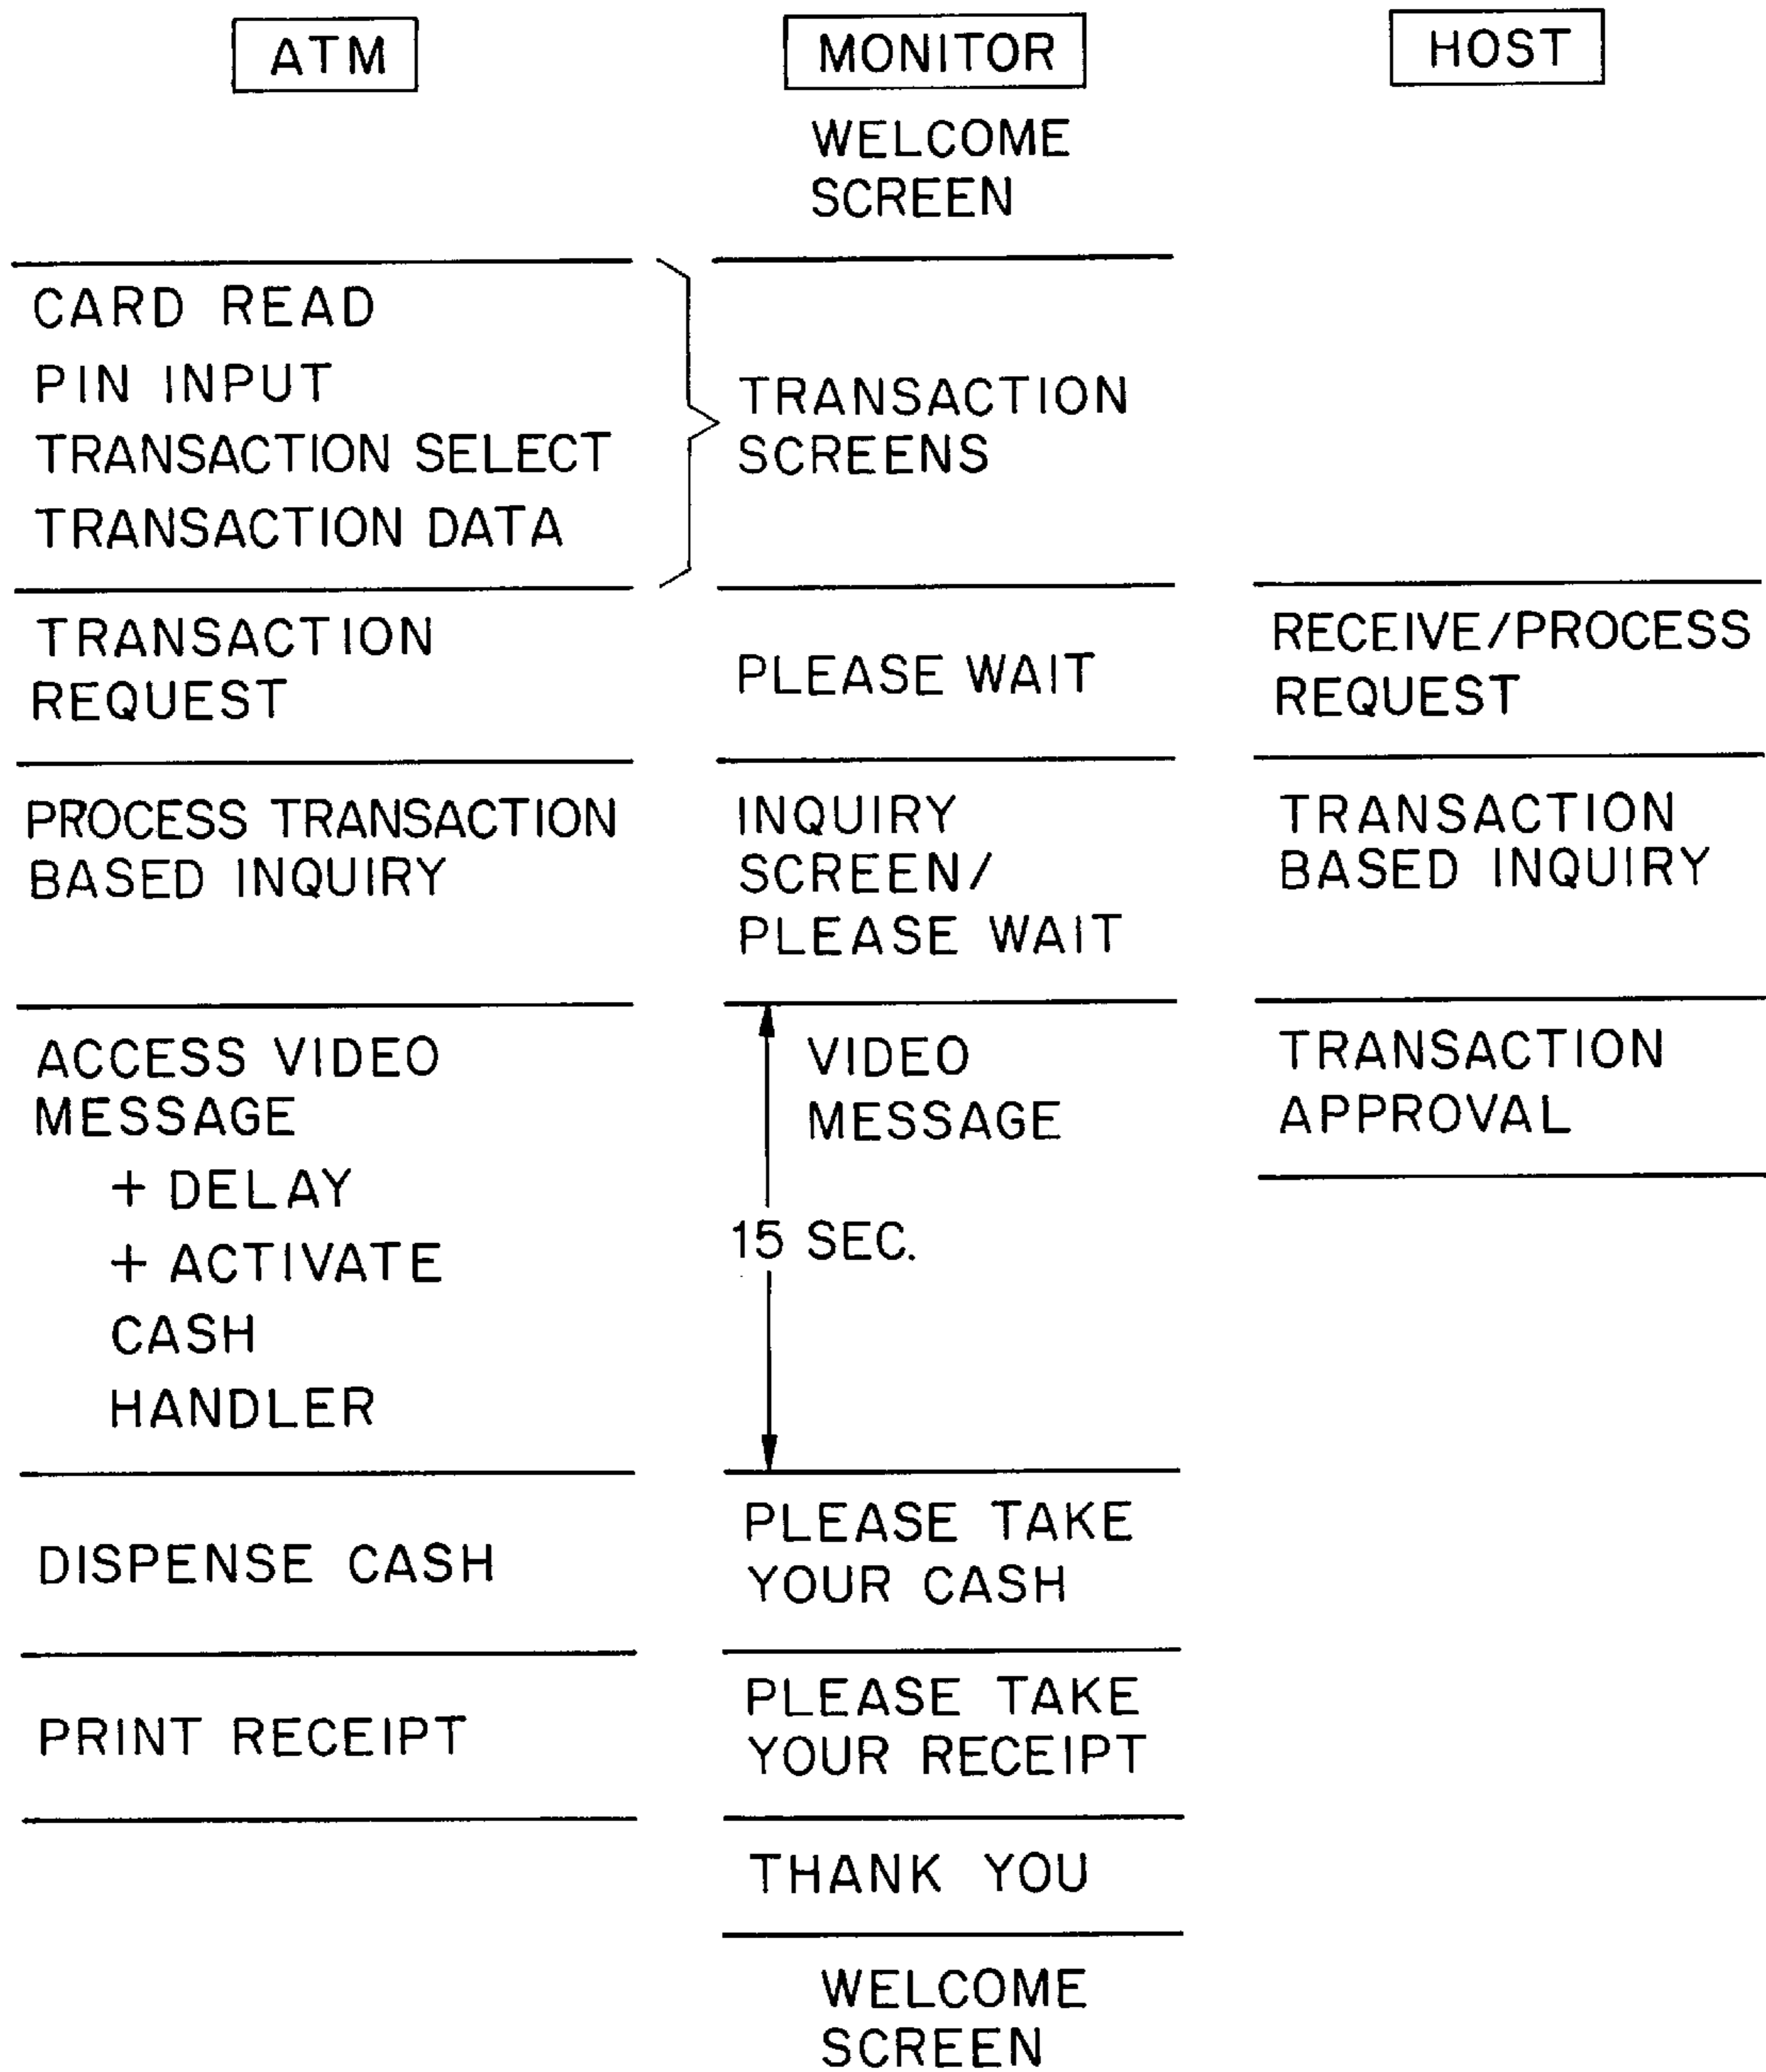 ATM MONITOR HOST
WELCOME
SCREEN
CARD READ
PIN INPUT
TRANSACTION SELECT
TRANSACTION DATA
TRANSACTION
SCREENS
TRANSACTION
REQUEST
PLEASE WAIT
RECEIVE/PROCESS
REQUEST
PROCESS TRANSACTION
BASED INQUIRY
INQUIRY
SCREEN/
PLEASE WAIT
TRANSACTION
BASED INQUIRY
ACCESS VIDEO
MESSAGE
+ DELAY
+ ACTIVATE
CASH
HANDLER
VIDEO
MESSAGE
15 SEC.
TRANSACTION
APPROVAL
DISPENSE CASH
PLEASE TAKE
YOUR CASH
PRINT RECEIPT
PLEASE TAKE
YOUR RECEIPT
THANK YOU
WELCOME
SCREEN